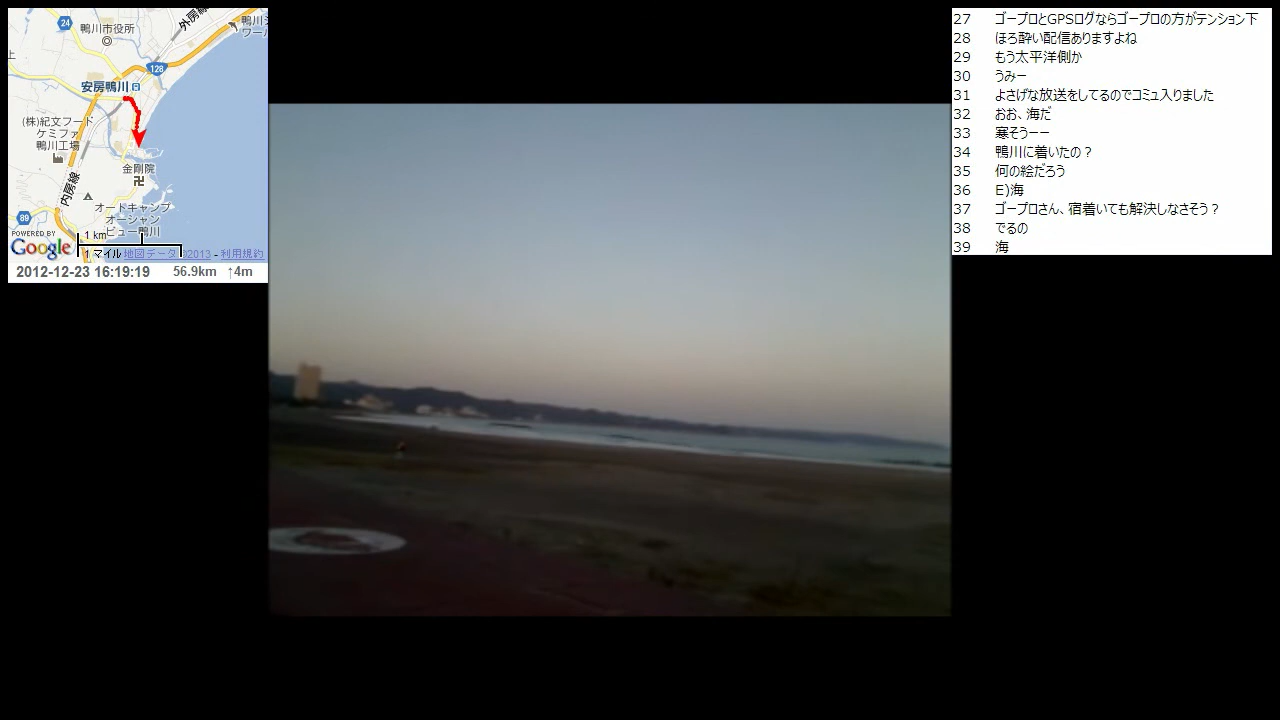 24
鴨川市役所
外房線
鴨川シ
ワール
上
128
安房鴨川
(株)紀文フード
ケミファ
鴨川工場
金剛院
内房線
オートキャンプ
オーシャン
ビュー鴨川
89
POWERED BY
Google
1 km
1 マイル
地図データ ©2013 - 利用規約
2012-12-23 16:19:19 56.9km ↑4m
27 ゴープロとGPSログならゴープロの方がテンション下
28 ほろ酔い配信ありますよね
29 もう太平洋側か
30 うみー
31 よさげな放送をしてるのでコミュ入りました
32 おお、海だ
33 寒そうーー
34 鴨川に着いたの？
35 何の絵だろう
36 E)海
37 ゴープロさん、宿着いても解決しなさそう？
38 でるの
39 海